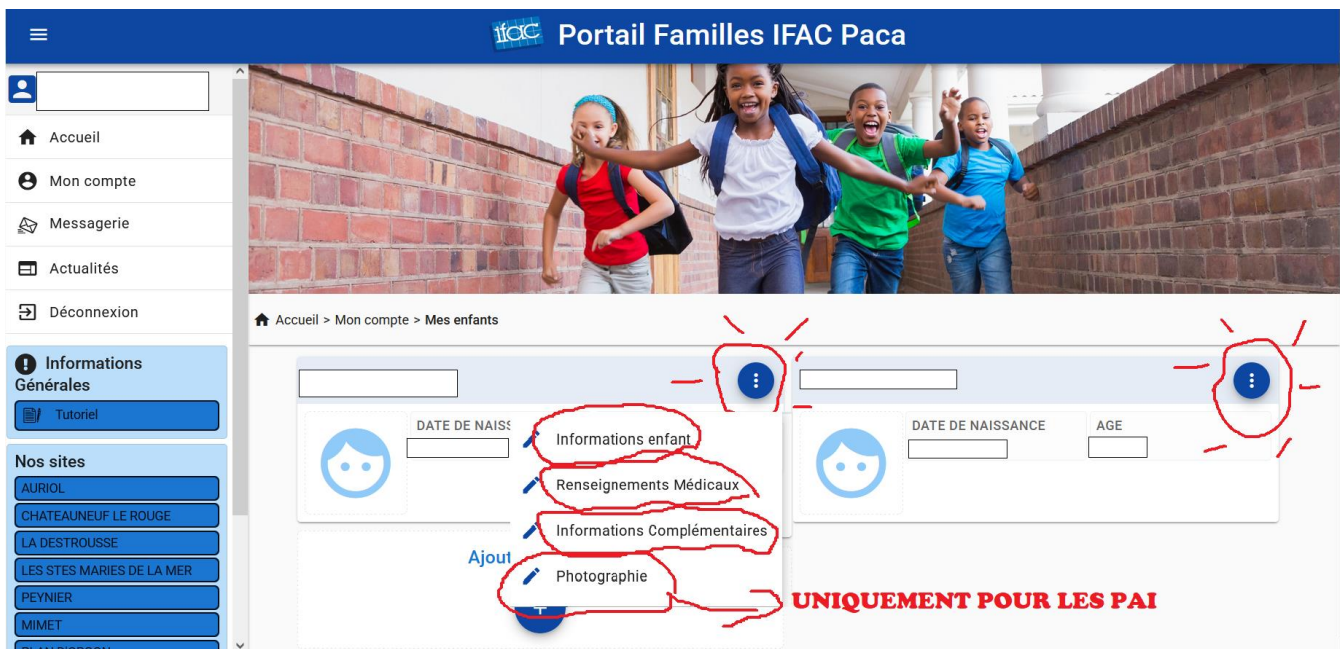 ifac Portail Familles IFAC Paca
Accueil
Mon compte
Messagerie
Actualités
Déconnexion
Informations
Générales
Tutoriel
Nos sites
AURIOL
CHATEAUNEUF LE ROUGE
LA DESTROUSSE
LES STES MARIES DE LA MER
PEYNIER
MIMET
Accueil > Mon compte > Mes enfants
DATE DE NAISS
Informations enfant
Renseignements Médicaux
Informations Complémentaires
Photographie
Ajout
DATE DE NAISSANCE AGE
UNIQUEMENT POUR LES PAI